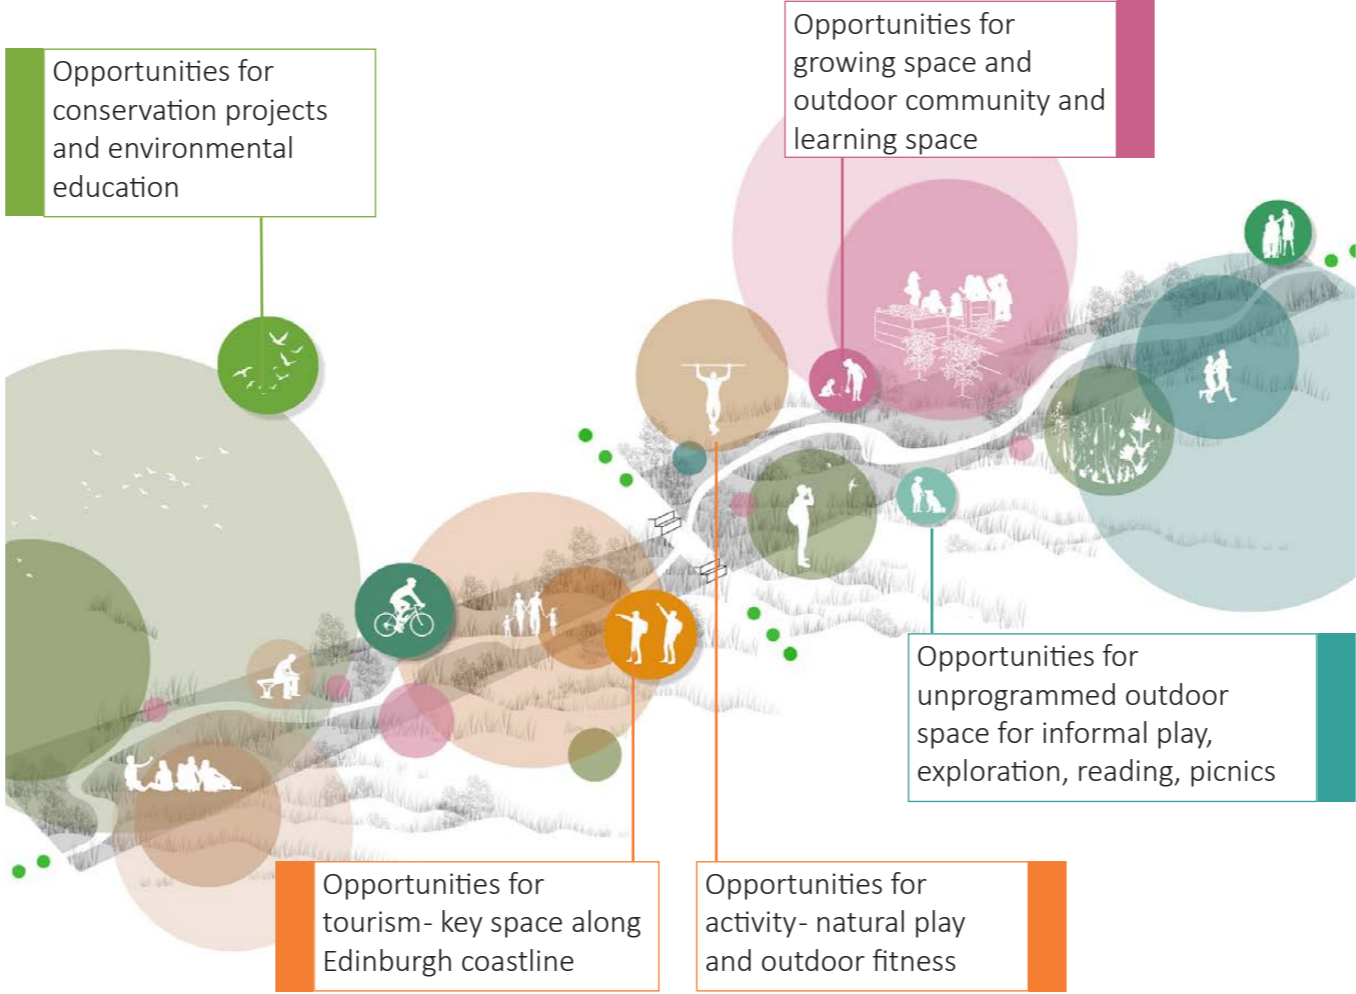 Opportunities for
conservation projects
and environmental
education
Opportunities for
growing space and
outdoor community and
learning space
Opportunities for
unprogrammed outdoor
space for informal play,
exploration, reading, picnics
Opportunities for
tourism- key space along
Edinburgh coastline
Opportunities for
activity- natural play
and outdoor fitness